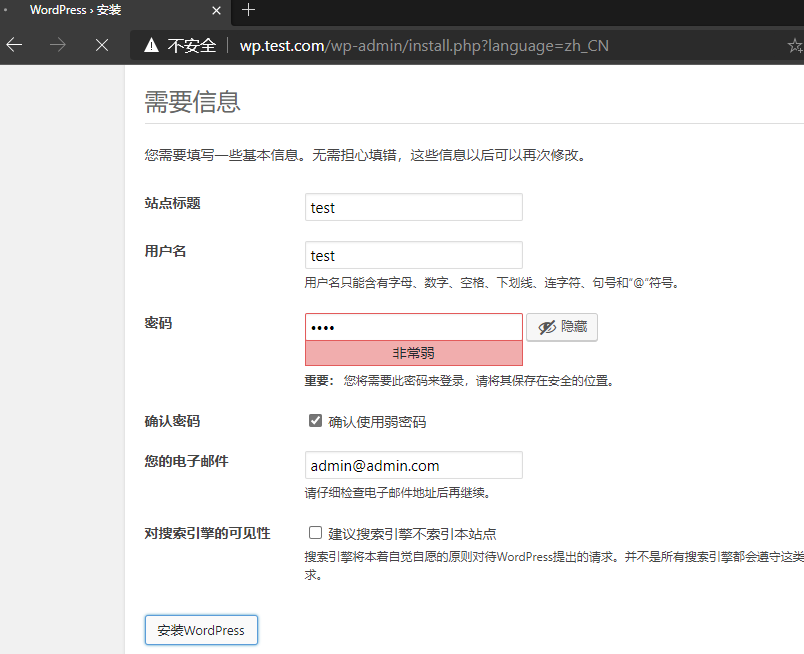 WordPress › 安装
不安全 wp.test.com/wp-admin/install.php?language=zh_CN
需要信息
您需要填写一些基本信息。无需担心填错，这些信息以后可以再次修改。
站点标题 test
用户名 test
用户名只能含有字母、数字、空格、下划线、连字符、句号和“@”符号。
密码 •••• 隐藏
非常弱
重要： 您将需要此密码来登录，请将其保存在安全的位置。
确认密码 确认使用弱密码
您的电子邮件 admin@admin.com
请仔细检查电子邮件地址后再继续。
对搜索引擎的可见性 建议搜索引擎不索引本站点
搜索引擎将本着自觉自愿的原则对待WordPress提出的请求。并不是所有搜索引擎都会遵守这类
求。
安装WordPress